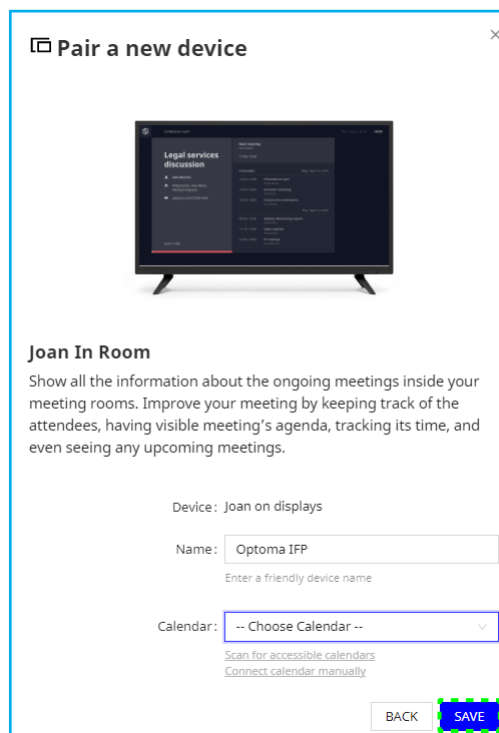 Pair a new device
Legal services
discussion
Joan In Room
Show all the information about the ongoing meetings inside your
meeting rooms. Improve your meeting by keeping track of the
attendees, having visible meeting’s agenda, tracking its time, and
even seeing any upcoming meetings.
Device: Joan on displays
Name: Optoma IFP
Enter a friendly device name
Calendar: -- Choose Calendar --
Scan for accessible calendars
Connect calendar manually
BACK SAVE